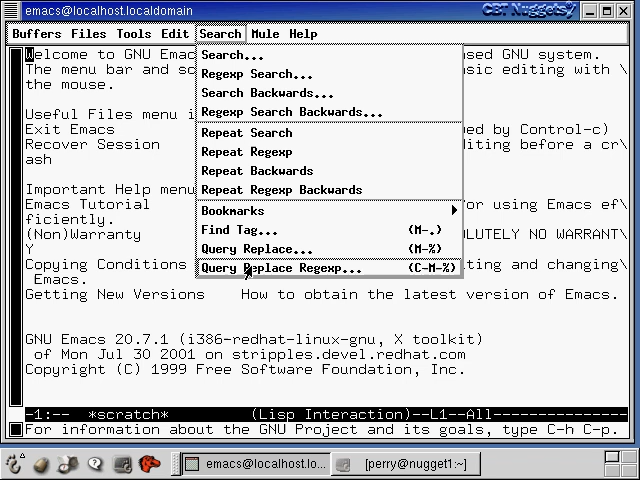 emacs@localhost.localdomain
CBT Nuggets
Buffers Files Tools Edit Search Mule Help
Welcome to GNU Emac
sed GNU system.
The menu bar and sc
sic editing with \
the mouse.
Search...
Regexp Search...
Search Backwards...
Regexp Search Backwards...
Repeat Search
Repeat Regexp
Repeat Backwards
Repeat Regexp Backwards
Bookmarks
Find Tag... (M-.)
Query Replace... (M-%)
Query Replace Regexp... (C-M-%)
Useful Files menu i
Exit Emacs
ed by Control-c)
Recover Session
diting before a cr\
ash
Important Help menu
Emacs Tutorial
or using Emacs ef\
ficiently.
(Non)Warranty
OLUTELY NO WARRANT\
Y
Copying Conditions
ting and changing\
Emacs.
Getting New Versions How to obtain the latest version of Emacs.
GNU Emacs 20.7.1 (i386-redhat-linux-gnu, X toolkit)
of Mon Jul 30 2001 on stripples.devel.redhat.com
Copyright (C) 1999 Free Software Foundation, Inc.
-1:-- *scratch* (Lisp Interaction)--L1--All--------------
For information about the GNU Project and its goals, type C-h C-p.
emacs@localhost.lo...
[perry@nugget1:~]